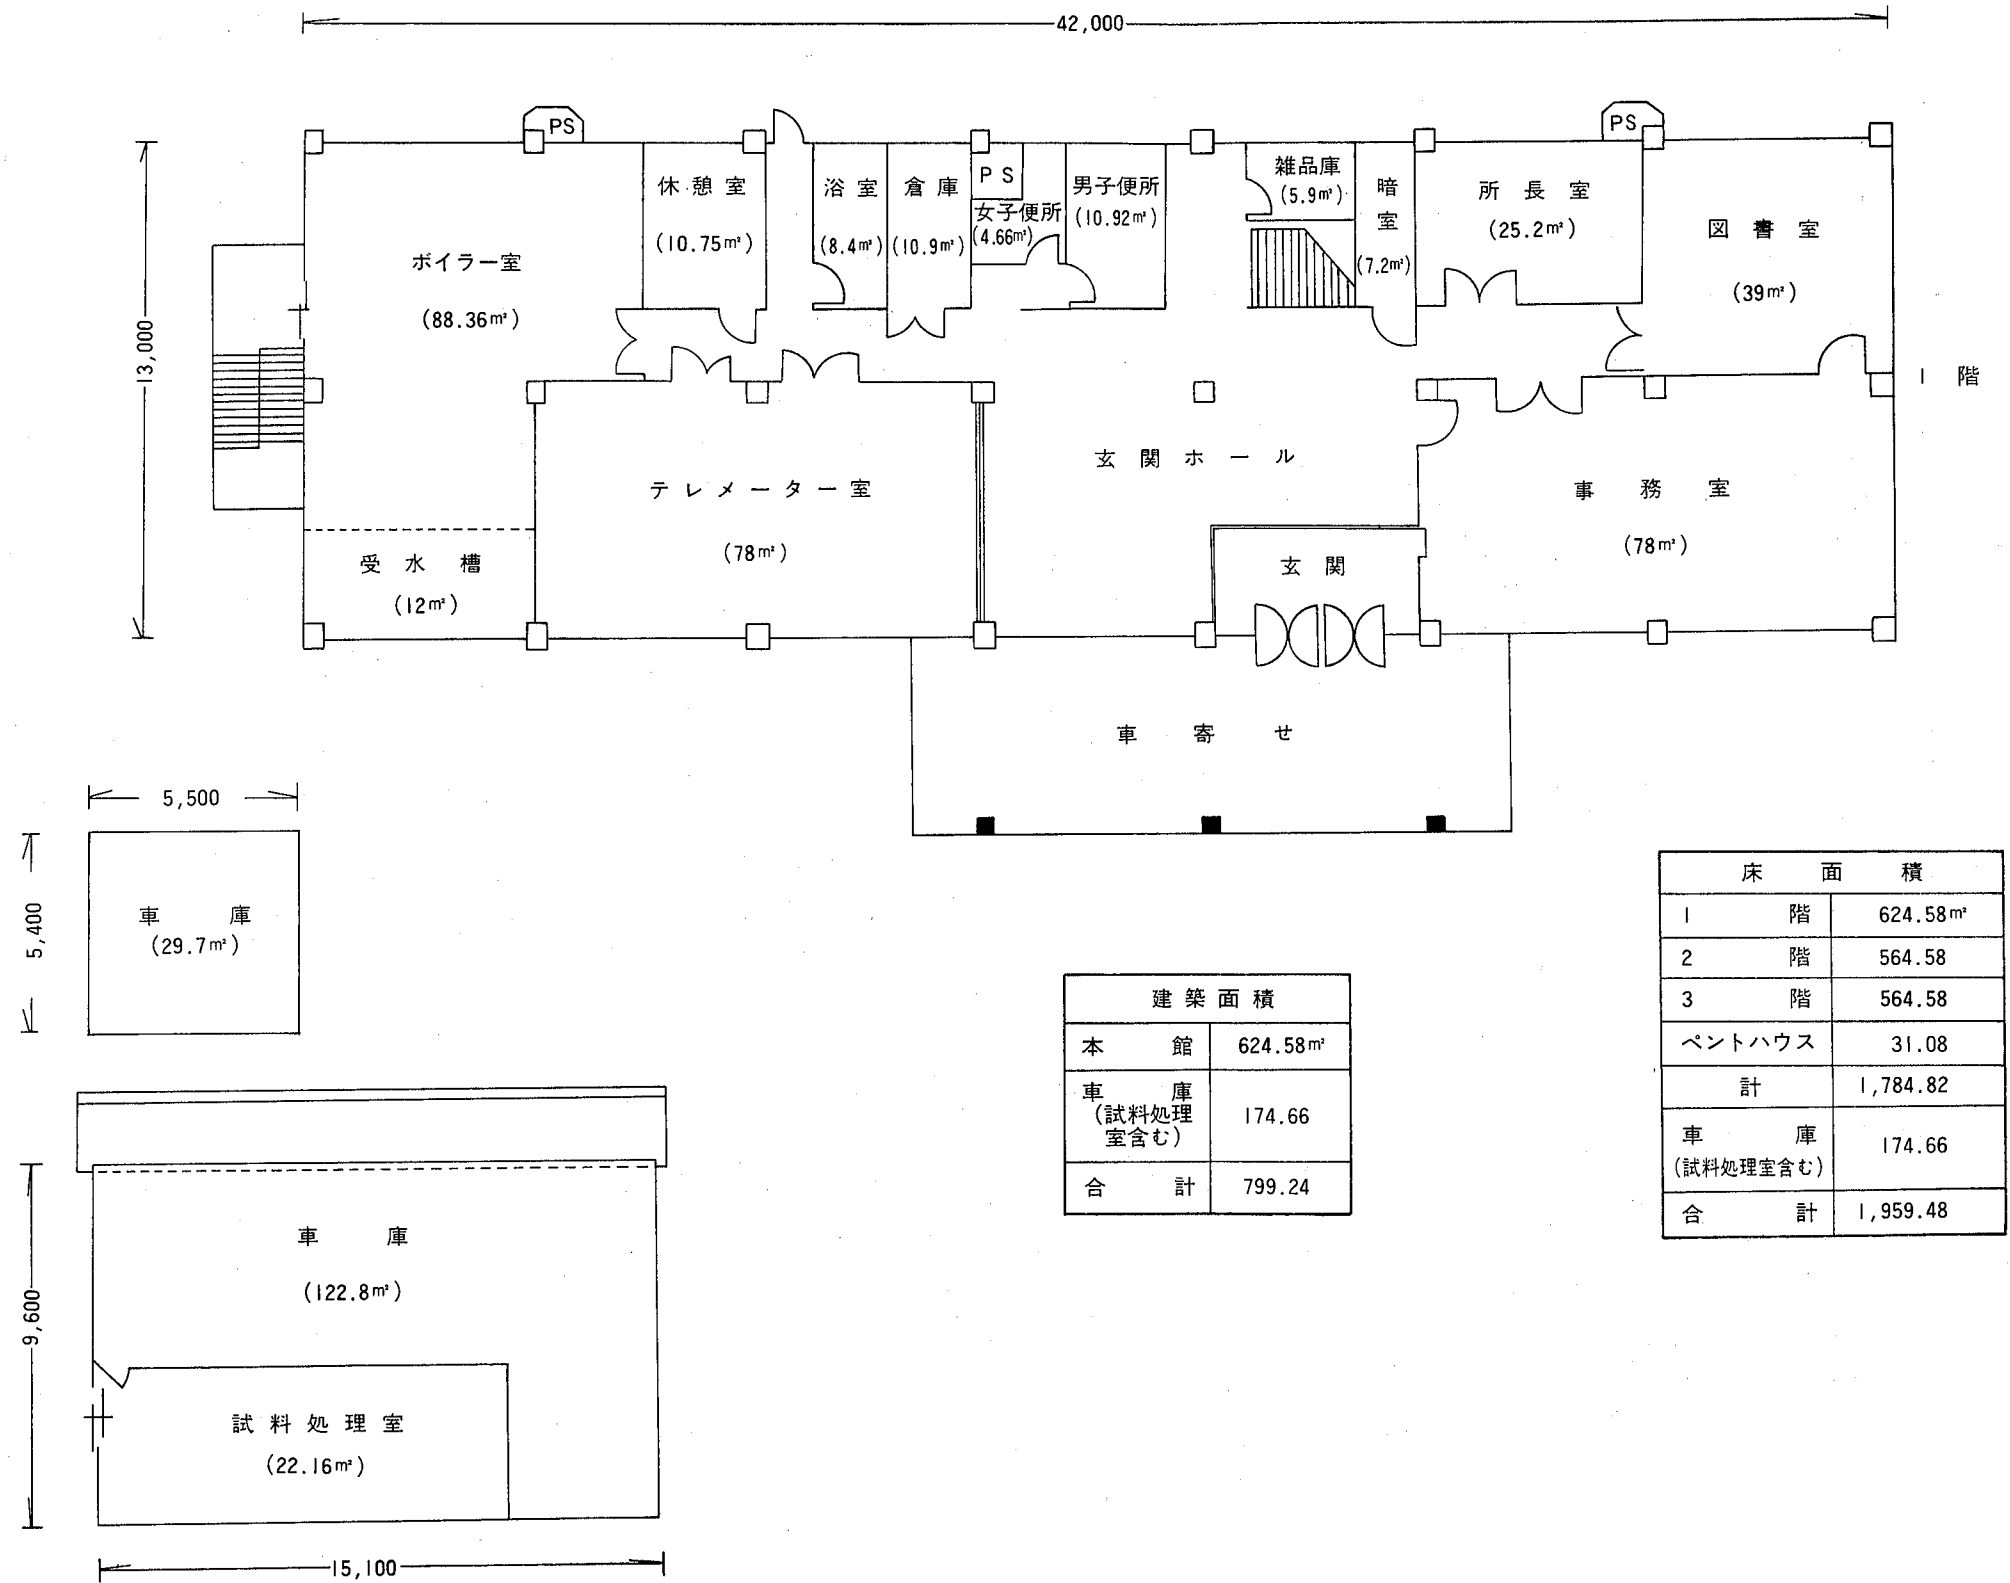 42,000
PS
PS
13,000
ボイラー室
(88.36㎡)
休憩室
(10.75㎡)
浴室
(8.4㎡)
倉庫
(10.9㎡)
PS
女子便所
(4.66㎡)
男子便所
(10.92㎡)
雑品庫
(5.9㎡)
暗室
(7.2㎡)
所長室
(25.2㎡)
図書室
(39㎡)
1階
受水槽
(12㎡)
テレメーター室
(78㎡)
玄関ホール
玄関
事務室
(78㎡)
車寄せ
5,500
5,400
車庫
(29.7㎡)
9,600
車庫
(122.8㎡)
試料処理室
(22.16㎡)
15,100
建築面積
本館 624.58㎡
車庫
(試料処理
室含む)
174.66
合計 799.24
床面積
1階 624.58㎡
2階 564.58
3階 564.58
ペントハウス 31.08
計 1,784.82
車庫
(試料処理室含む)
174.66
合計 1,959.48